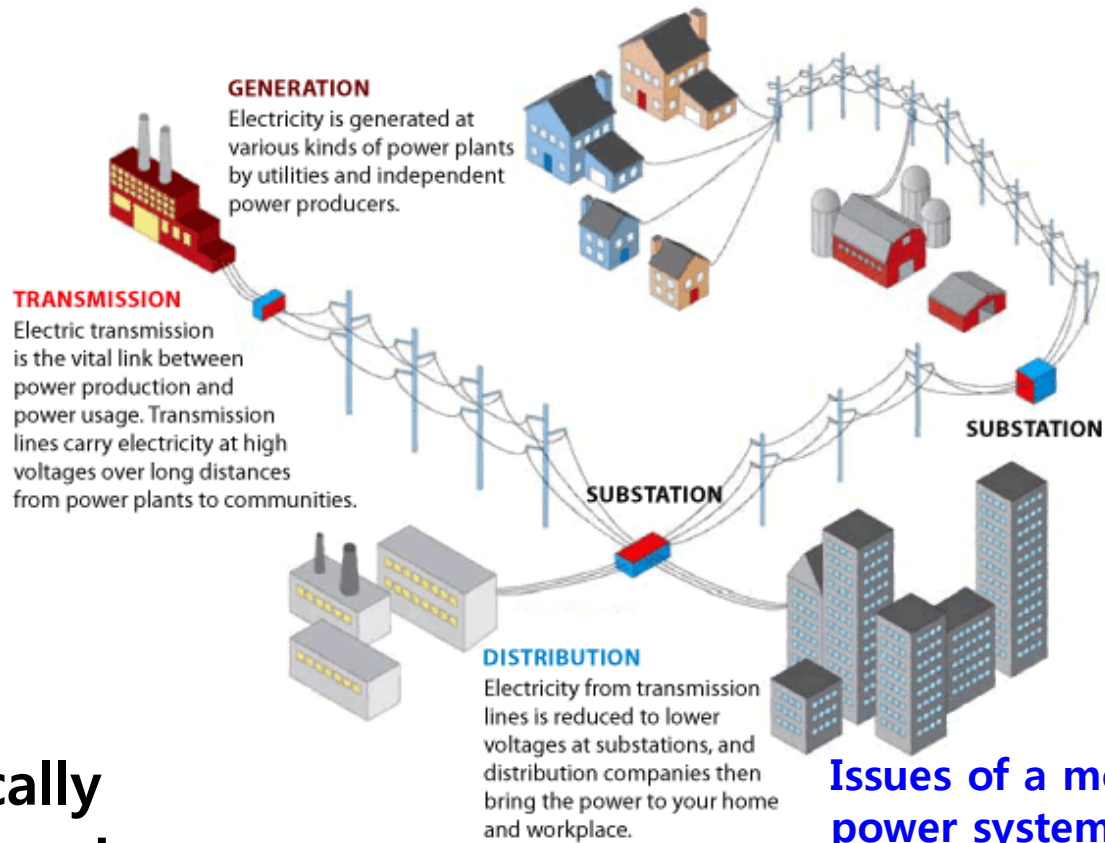 GENERATION
Electricity is generated at
various kinds of power plants
by utilities and independent
power producers.
TRANSMISSION
Electric transmission
is the vital link between
power production and
power usage. Transmission
lines carry electricity at high
voltages over long distances
from power plants to communities.
SUBSTATION
SUBSTATION
DISTRIBUTION
Electricity from transmission
lines is reduced to lower
voltages at substations, and
distribution companies then
bring the power to your home
and workplace.
cally
Issues of a m
power system